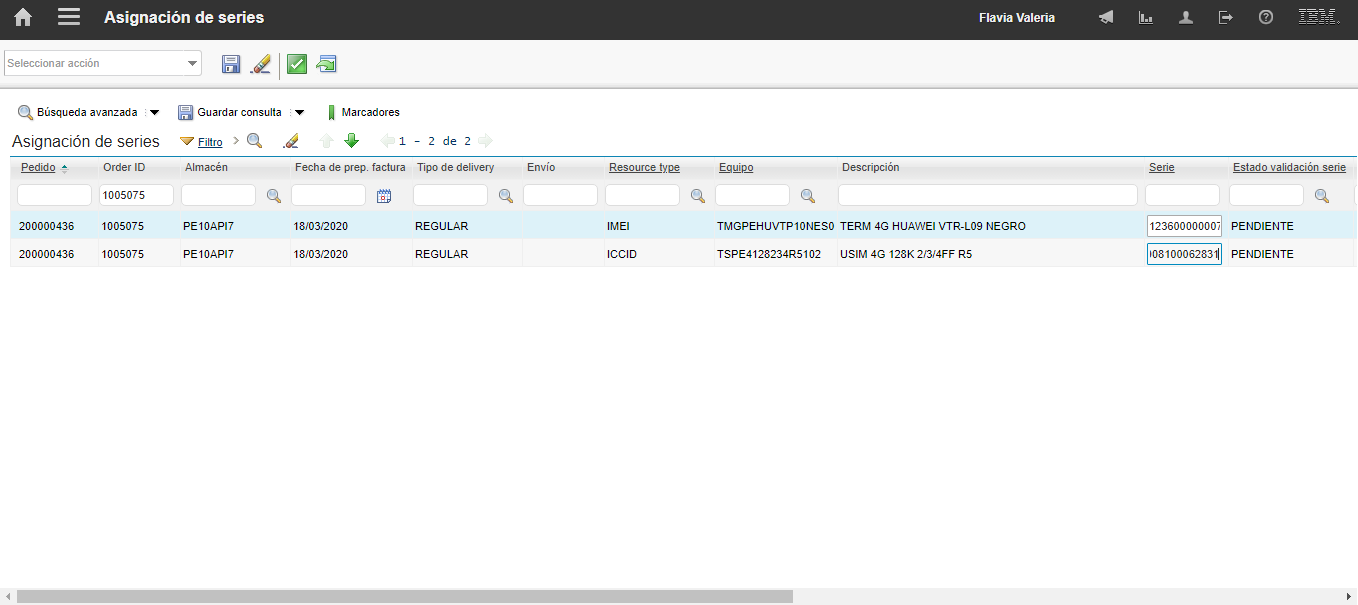 Asignación de series Flavia Valeria IBM.
Seleccionar acción
Búsqueda avanzada Guardar consulta Marcadores
Asignación de series Filtro 1 - 2 de 2
Pedido Order ID Almacén Fecha de prep. factura Tipo de delivery Envío Resource type Equipo Descripción Serie Estado validación serie
1005075
200000436 1005075 PE10API7 18/03/2020 REGULAR IMEI TMGPEHUVTP10NES0 TERM 4G HUAWEI VTR-L09 NEGRO 123600000007 PENDIENTE
200000436 1005075 PE10API7 18/03/2020 REGULAR ICCID TSPE4128234R5102 USIM 4G 128K 2/3/4FF R5 08100062831 PENDIENTE